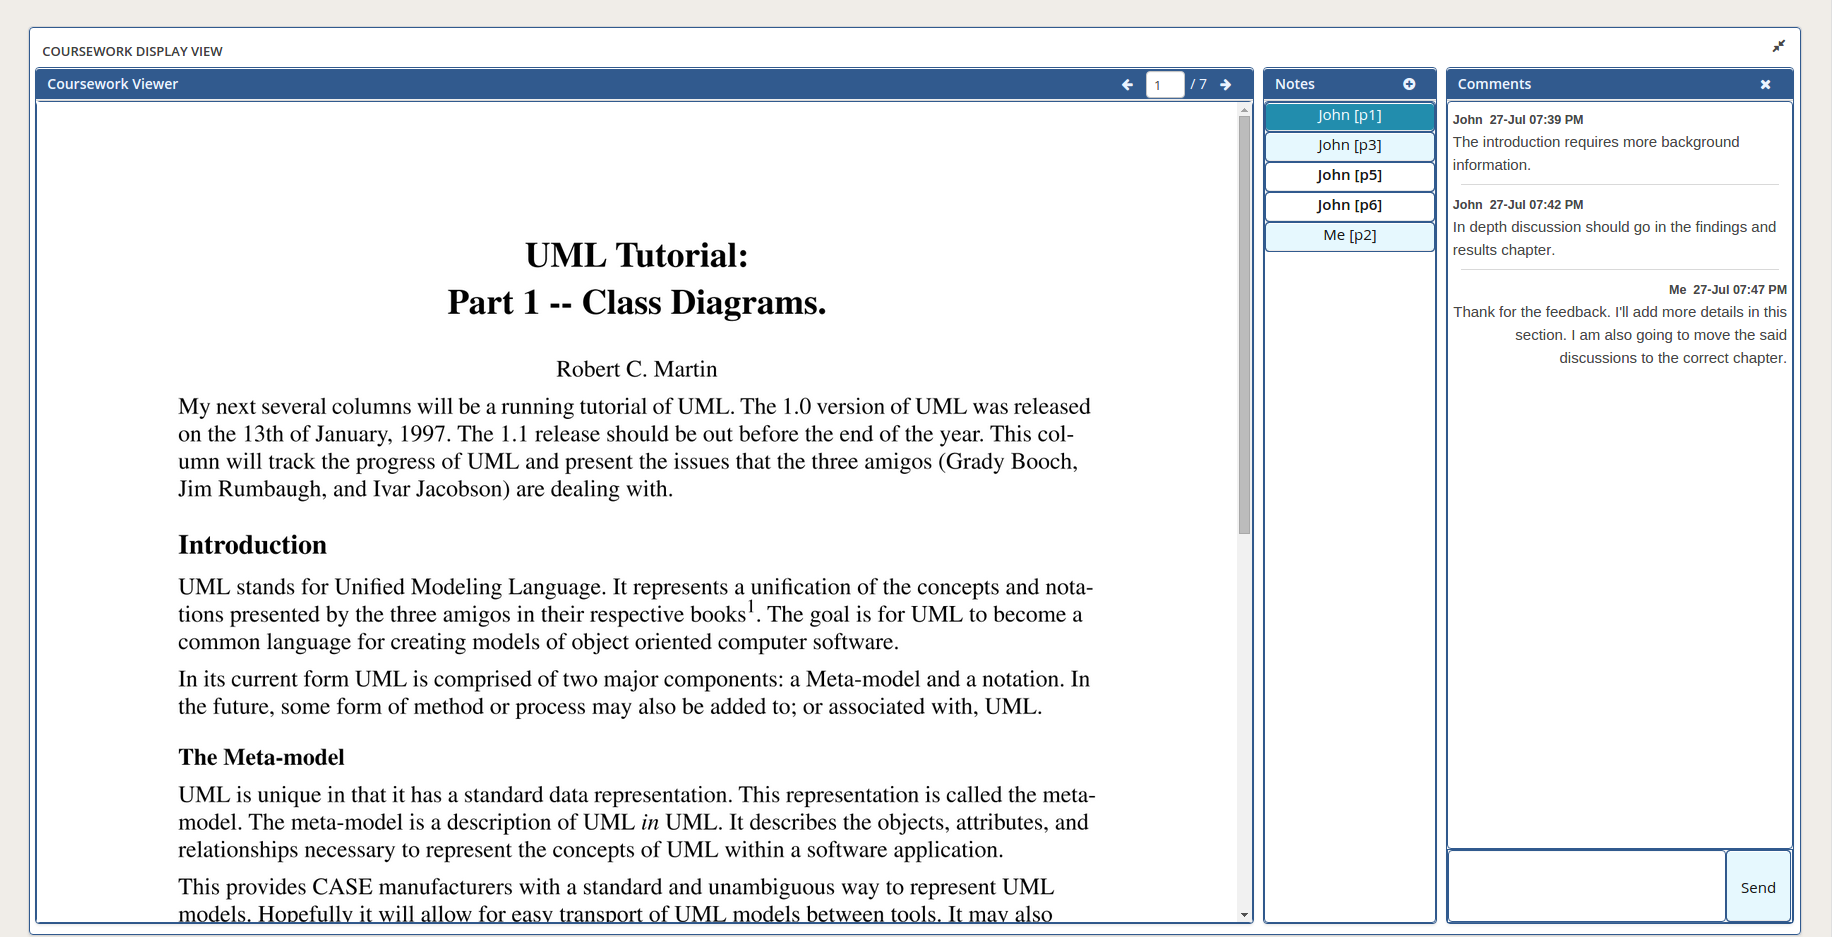 COURSEWORK DISPLAY VIEW
Coursework Viewer
1 / 7
UML Tutorial:
Part 1 -- Class Diagrams.
Robert C. Martin
My next several columns will be a running tutorial of UML. The 1.0 version of UML was released
on the 13th of January, 1997. The 1.1 release should be out before the end of the year. This col-
umn will track the progress of UML and present the issues that the three amigos (Grady Booch,
Jim Rumbaugh, and Ivar Jacobson) are dealing with.
Introduction
UML stands for Unified Modeling Language. It represents a unification of the concepts and nota-
tions presented by the three amigos in their respective books1. The goal is for UML to become a
common language for creating models of object oriented computer software.
In its current form UML is comprised of two major components: a Meta-model and a notation. In
the future, some form of method or process may also be added to; or associated with, UML.
The Meta-model
UML is unique in that it has a standard data representation. This representation is called the meta-
model. The meta-model is a description of UML in UML. It describes the objects, attributes, and
relationships necessary to represent the concepts of UML within a software application.
This provides CASE manufacturers with a standard and unambiguous way to represent UML
models. Hopefully it will allow for easy transport of UML models between tools. It may also
Notes
John [p1]
John [p3]
John [p5]
John [p6]
Me [p2]
Comments
John 27-Jul 07:39 PM
The introduction requires more background
information.
John 27-Jul 07:42 PM
In depth discussion should go in the findings and
results chapter.
Me 27-Jul 07:47 PM
Thank for the feedback. I'll add more details in this
section. I am also going to move the said
discussions to the correct chapter.
Send